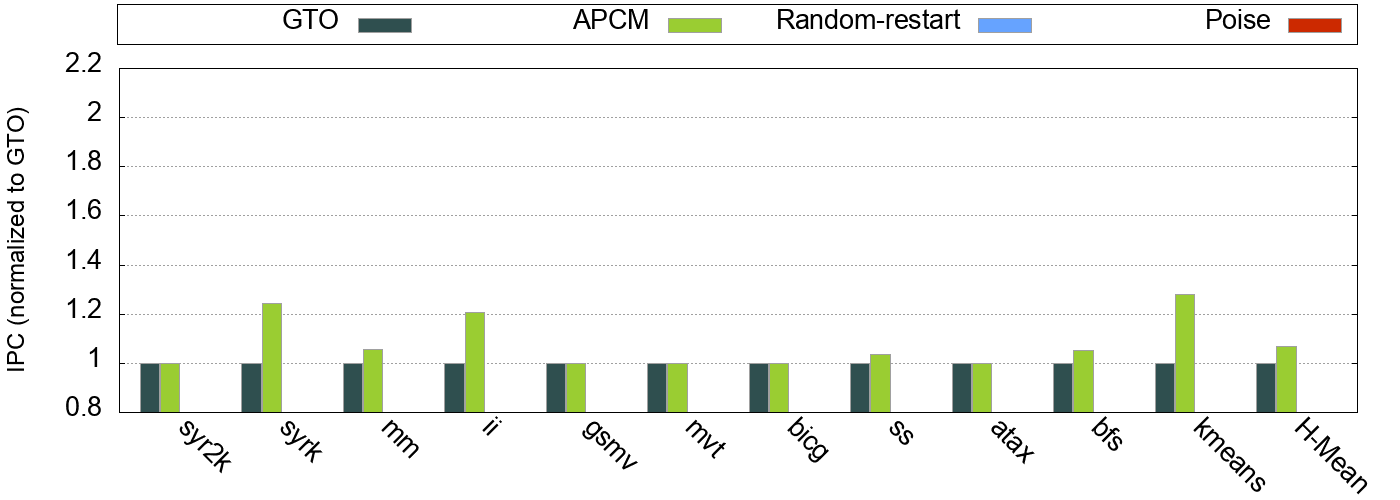 GTO APCM Random-restart Poise
IPC (normalized to GTO)
2.2
2
1.8
1.6
1.4
1.2
1
0.8
syr2k
syrk
mm
ii
gsmv
mvt
bicg
ss
atax
bfs
kmeans
H-Mean